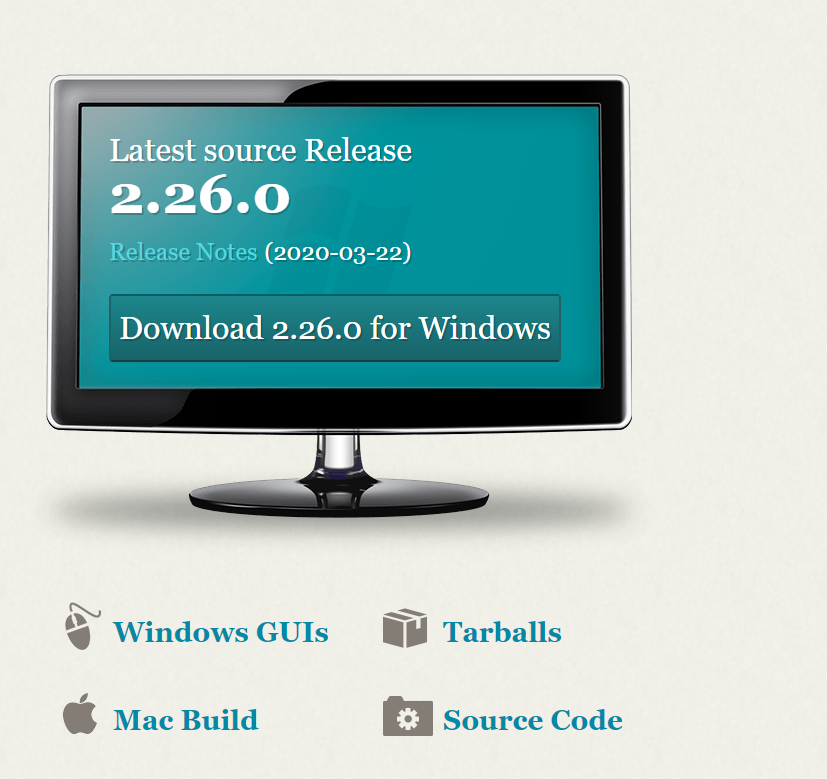 Latest source Release
2.26.0
Release Notes (2020-03-22)
Download 2.26.0 for Windows
Windows GUIs
Tarballs
Mac Build
Source Code